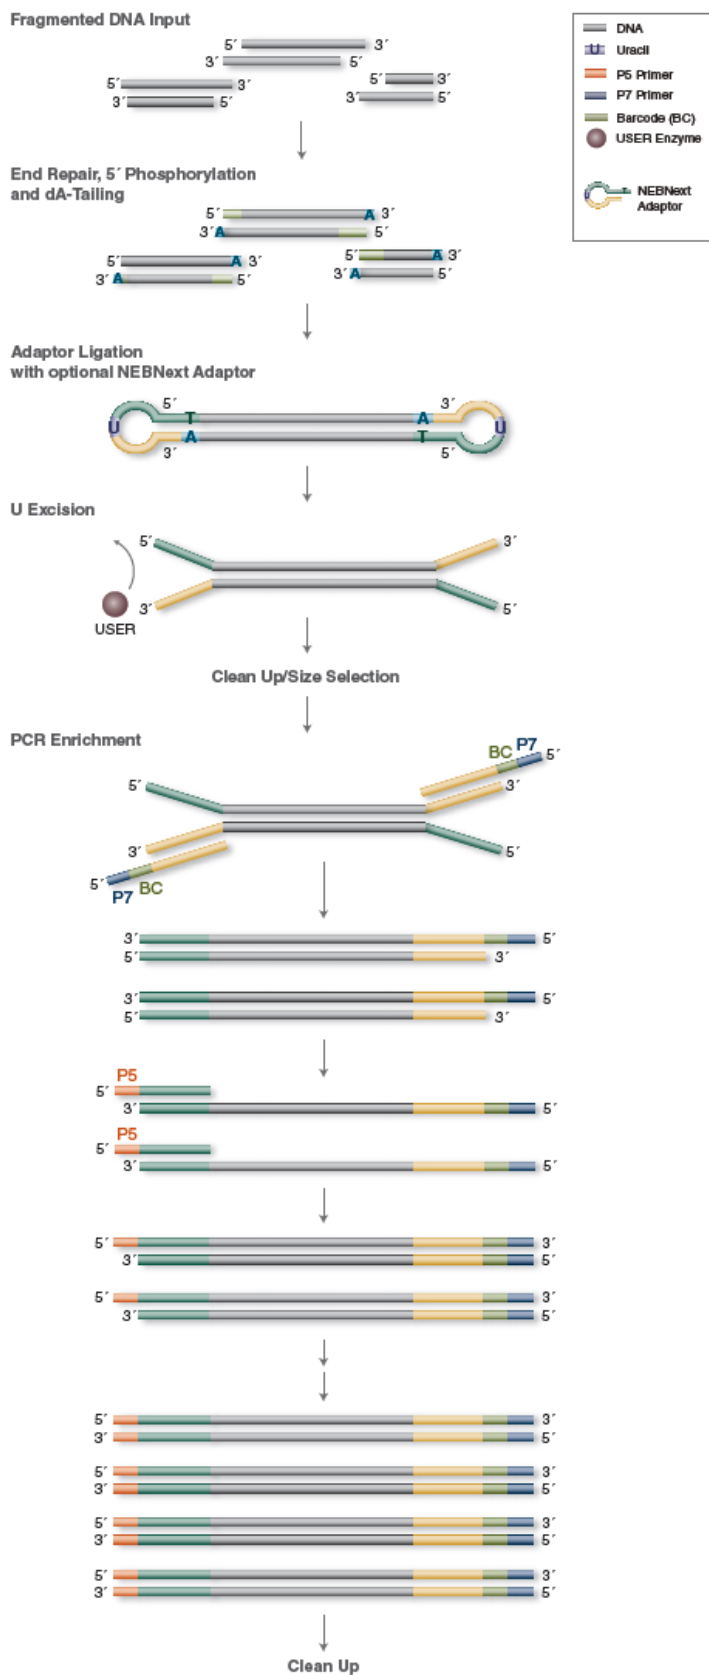 Fragmented DNA Input
5´ 3´
3´ 5´
5´ 3´
3´ 5´
5´ 3´
3´ 5´
DNA
U Uracil
P5 Primer
P7 Primer
Barcode (BC)
USER Enzyme
T U NEBNext
Adaptor
End Repair, 5´ Phosphorylation
and dA-Tailing
5´ A 3´
3´ A 5´
5´ A 3´
3´ A 5´
5´ A 3´
3´ A 5´
Adaptor Ligation
with optional NEBNext Adaptor
5´ 3´
T A
U U
A T
3´ 5´
U Excision
5´ 3´
3´ 5´
USER
Clean Up/Size Selection
PCR Enrichment
BC P7 5´
5´ 3´
3´ 5´
5´
P7 BC
3´ 5´
5´ 3´
3´ 5´
5´ 3´
P5
5´
3´ 5´
P5
5´
3´ 5´
5´ 3´
3´ 5´
5´ 3´
3´ 5´
5´ 3´
3´ 5´
5´ 3´
3´ 5´
5´ 3´
3´ 5´
5´ 3´
3´ 5´
Clean Up